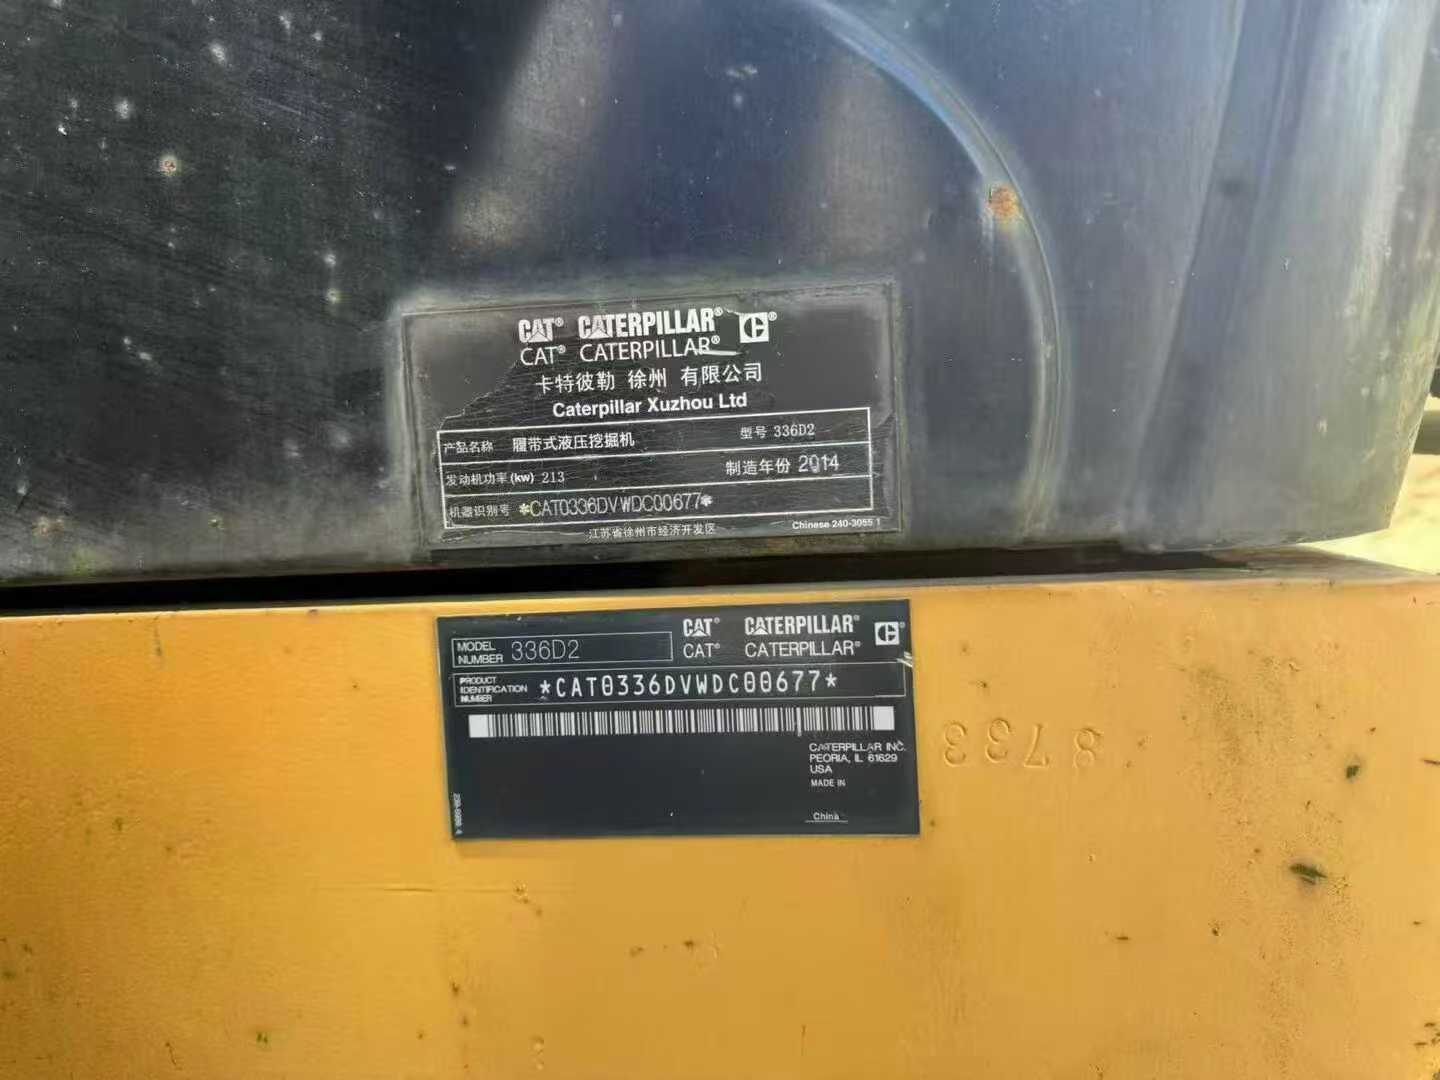 CAT® CATERPILLAR® C®
CAT® CATERPILLAR®
卡特彼勒 徐州 有限公司
Caterpillar Xuzhou Ltd
产品名称 履带式液压挖掘机 型号 336D2
发动机功率(kw) 213 制造年份 2014
机器识别号 *CAT0336DVWDC00677*
江苏省徐州市经济开发区 Chinese 240-3055 1
MODEL NUMBER 336D2
CAT® CATERPILLAR® C®
CAT® CATERPILLAR®
PRODUCT IDENTIFICATION NUMBER *CAT0336DVWDC00677*
CATERPILLAR INC.
PEORIA, IL 61629
USA
MADE IN
China
8733